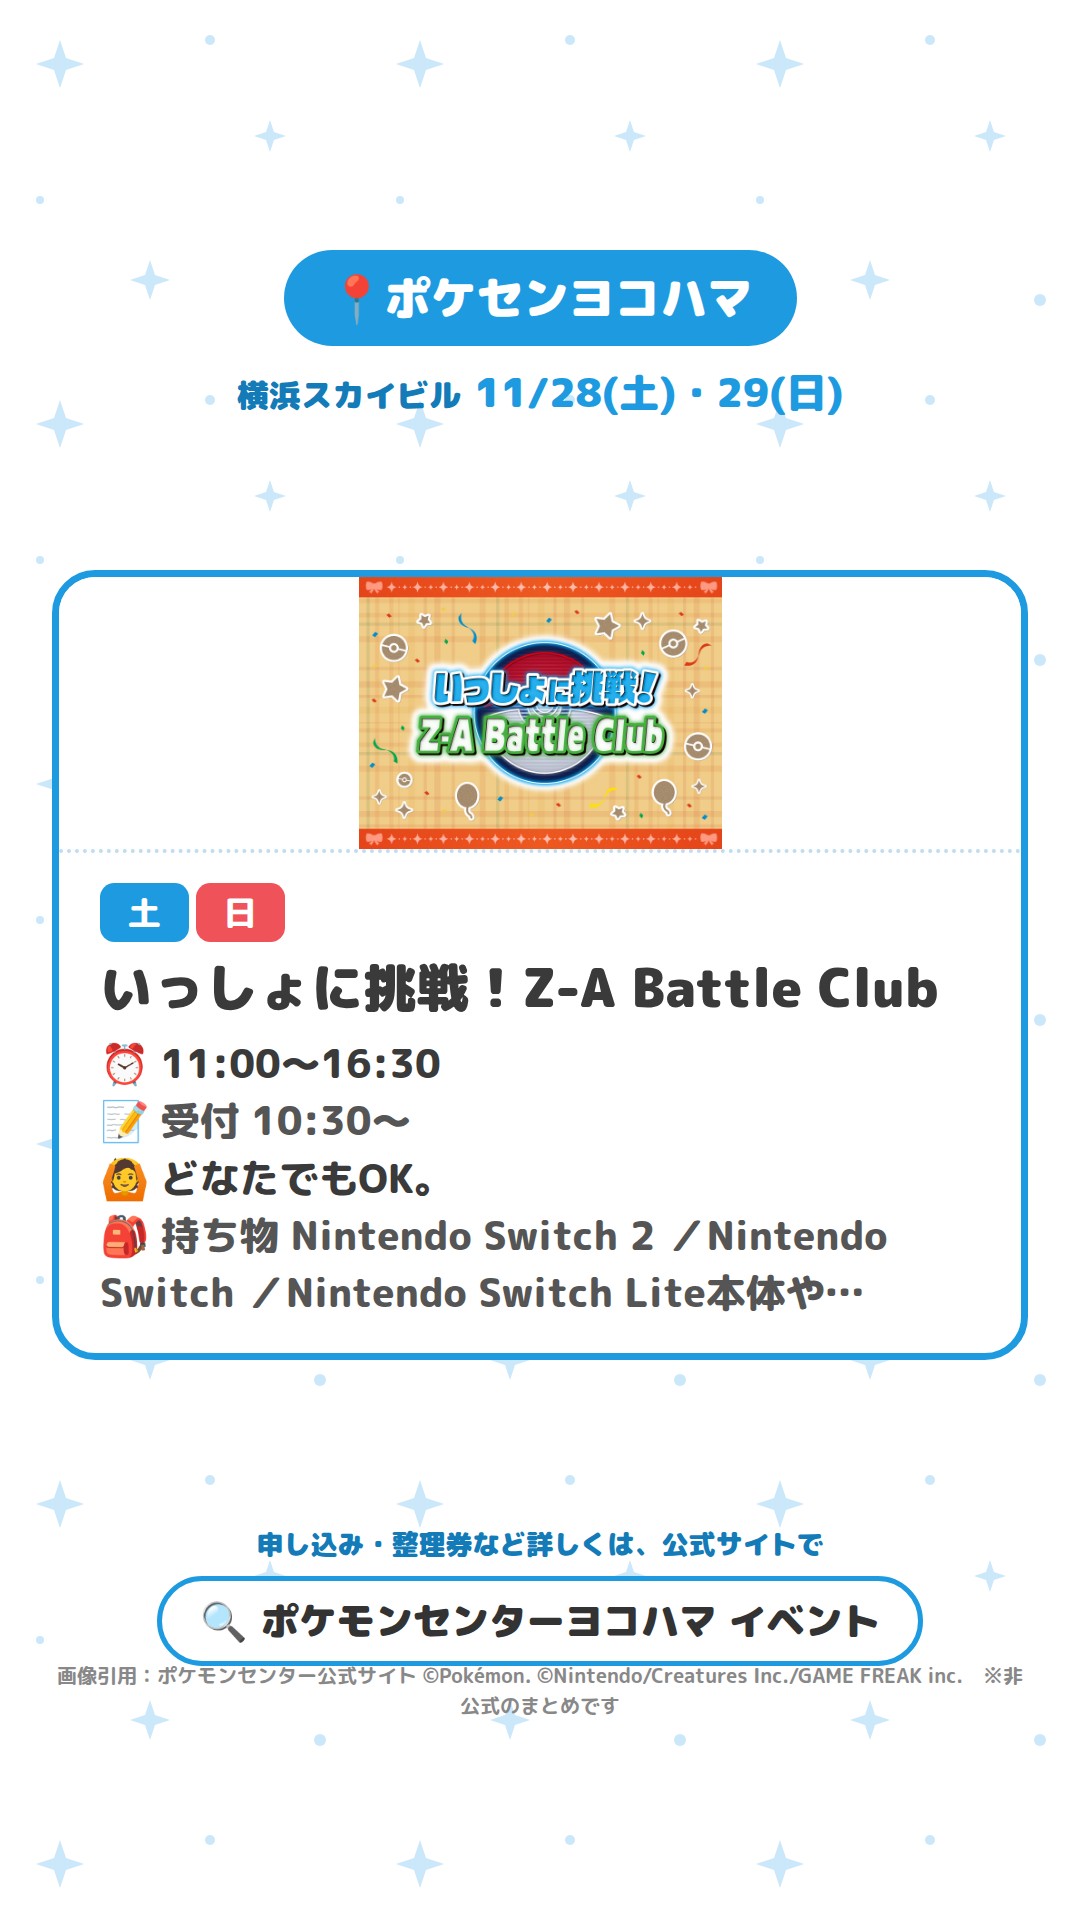 📍ポケセンヨコハマ
横浜スカイビル 11/28(土)・29(日)
いっしょに挑戦!
Z-A Battle Club
土 日
いっしょに挑戦！Z-A Battle Club
⏰ 11:00〜16:30
📝 受付 10:30〜
🙆 どなたでもOK。
🎒 持ち物 Nintendo Switch 2 ／Nintendo
Switch ／Nintendo Switch Lite本体や…
申し込み・整理券など詳しくは、公式サイトで
🔍 ポケモンセンターヨコハマ イベント
画像引用：ポケモンセンター公式サイト ©Pokémon. ©Nintendo/Creatures Inc./GAME FREAK inc.　※非
公式のまとめです